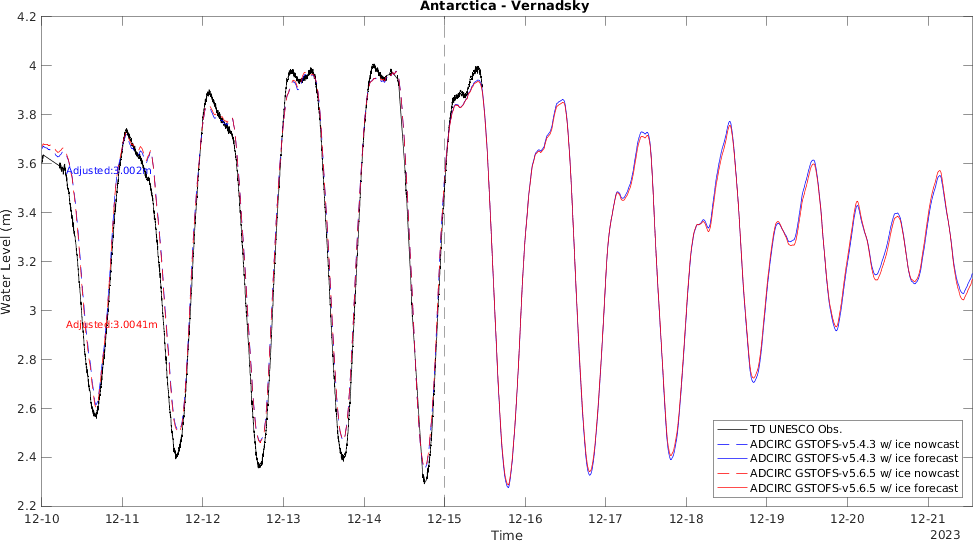 Antarctica - Vernadsky
4.2
4
3.8
3.6
3.4
3.2
3
2.8
2.6
2.4
2.2
Water Level (m)
Adjusted:3.002m
Adjusted:3.0041m
TD UNESCO Obs.
ADCIRC GSTOFS-v5.4.3 w/ ice nowcast
ADCIRC GSTOFS-v5.4.3 w/ ice forecast
ADCIRC GSTOFS-v5.6.5 w/ ice nowcast
ADCIRC GSTOFS-v5.6.5 w/ ice forecast
12-10 12-11 12-12 12-13 12-14 12-15 12-16 12-17 12-18 12-19 12-20 12-21
Time
2023